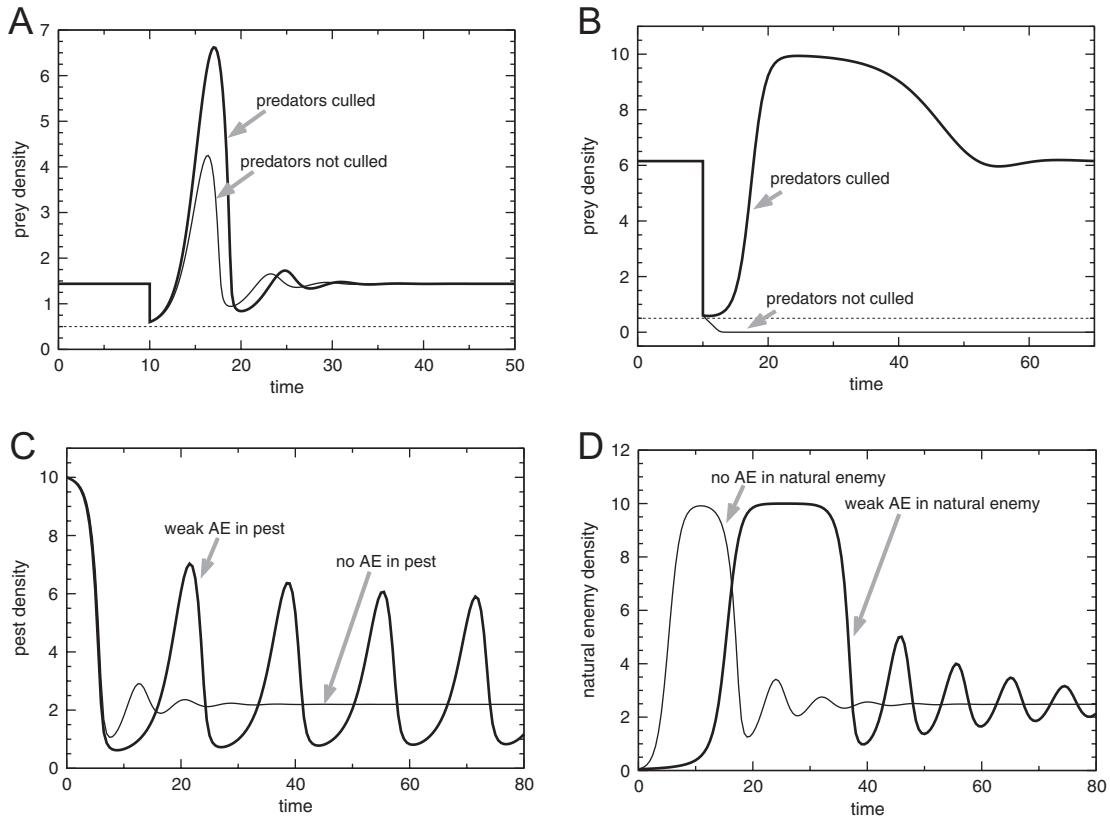 A
7
6
5
4
3
2
1
0
prey density
predators culled
predators not culled
0 10 20 30 40 50
time
B
10
8
6
4
2
0
prey density
predators culled
predators not culled
0 20 40 60
time
C
10
8
6
4
2
0
pest density
weak AE in pest
no AE in pest
0 20 40 60 80
time
D
12
10
8
6
4
2
0
natural enemy density
no AE in natural enemy
weak AE in natural enemy
0 20 40 60 80
time